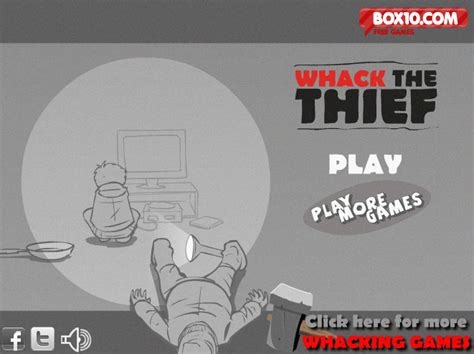 BOX10.COM
FREE GAMES
WHACK THE
THIEF
PLAY
PLAY
MORE
GAMES
Click here for more
WHACKING GAMES
f
t